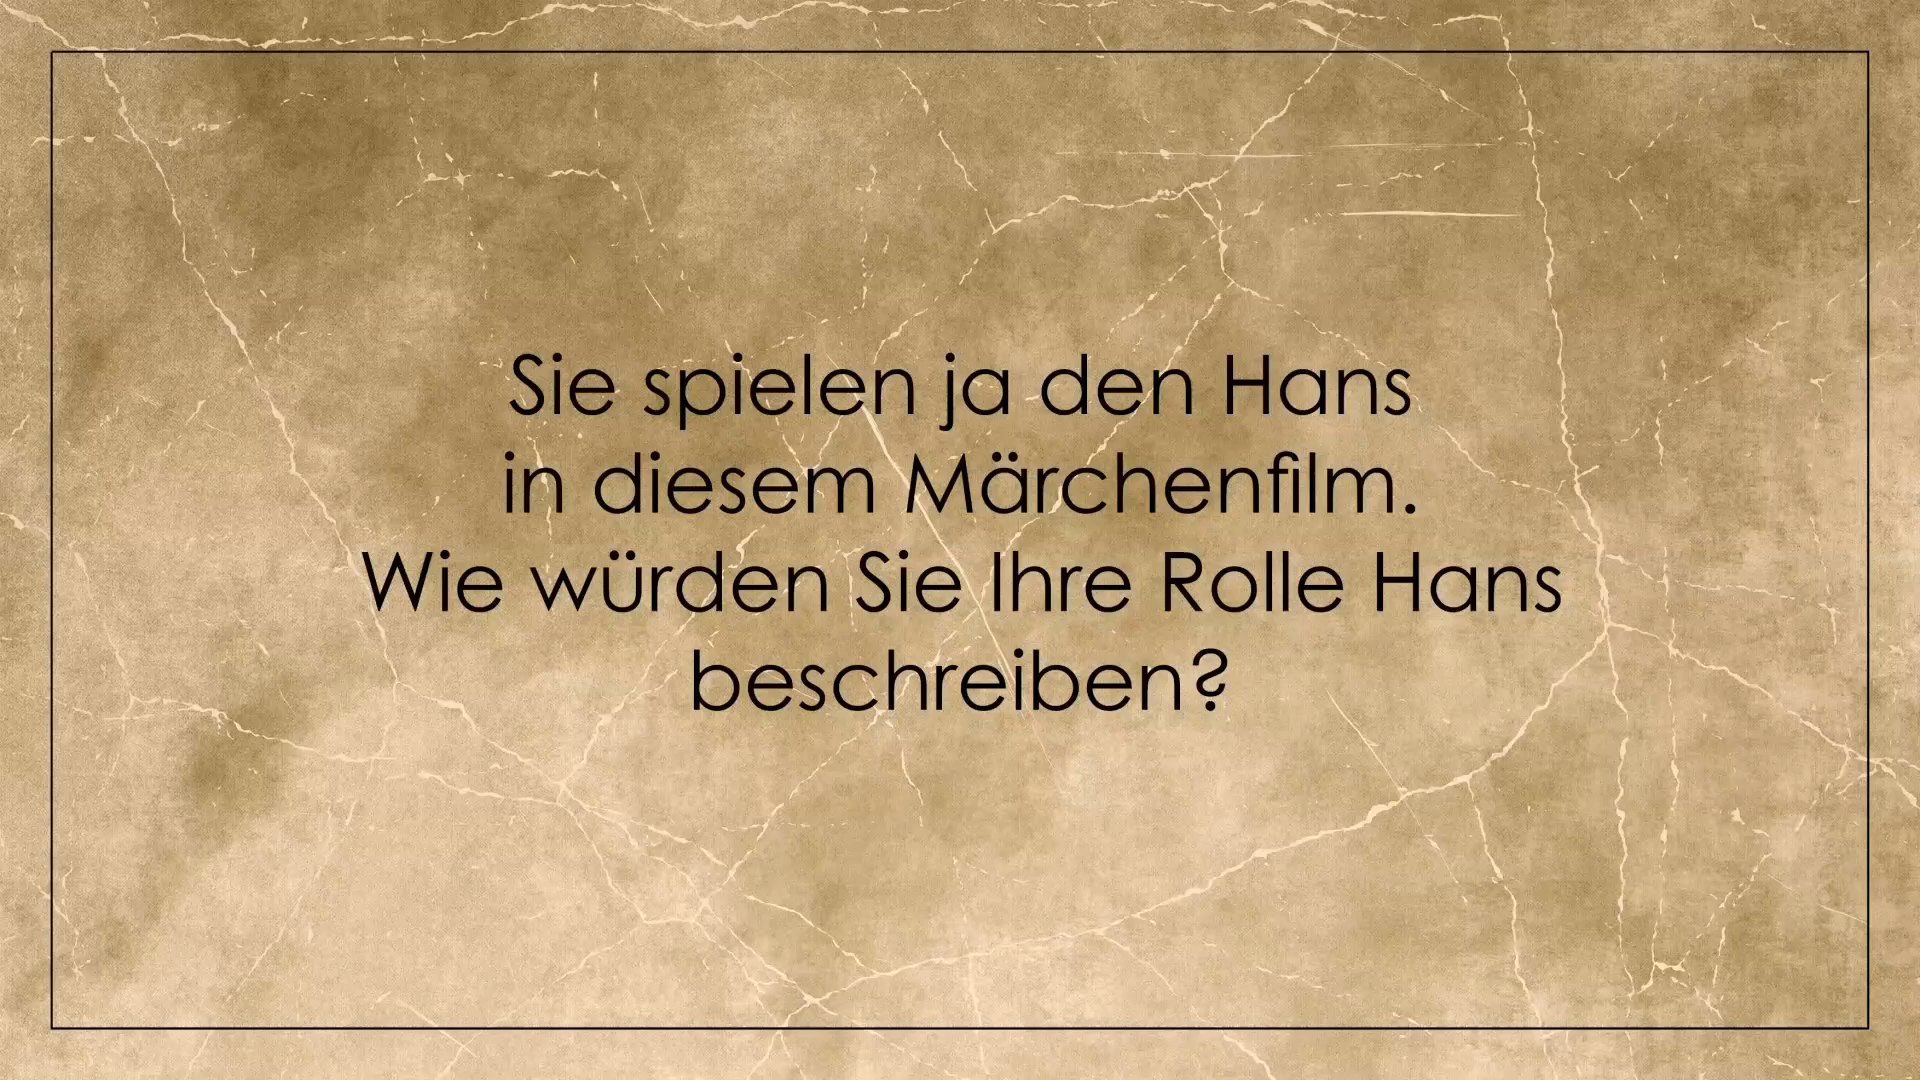 Sie spielen ja den Hans
in diesem Märchenfilm.
Wie würden Sie Ihre Rolle Hans
beschreiben?